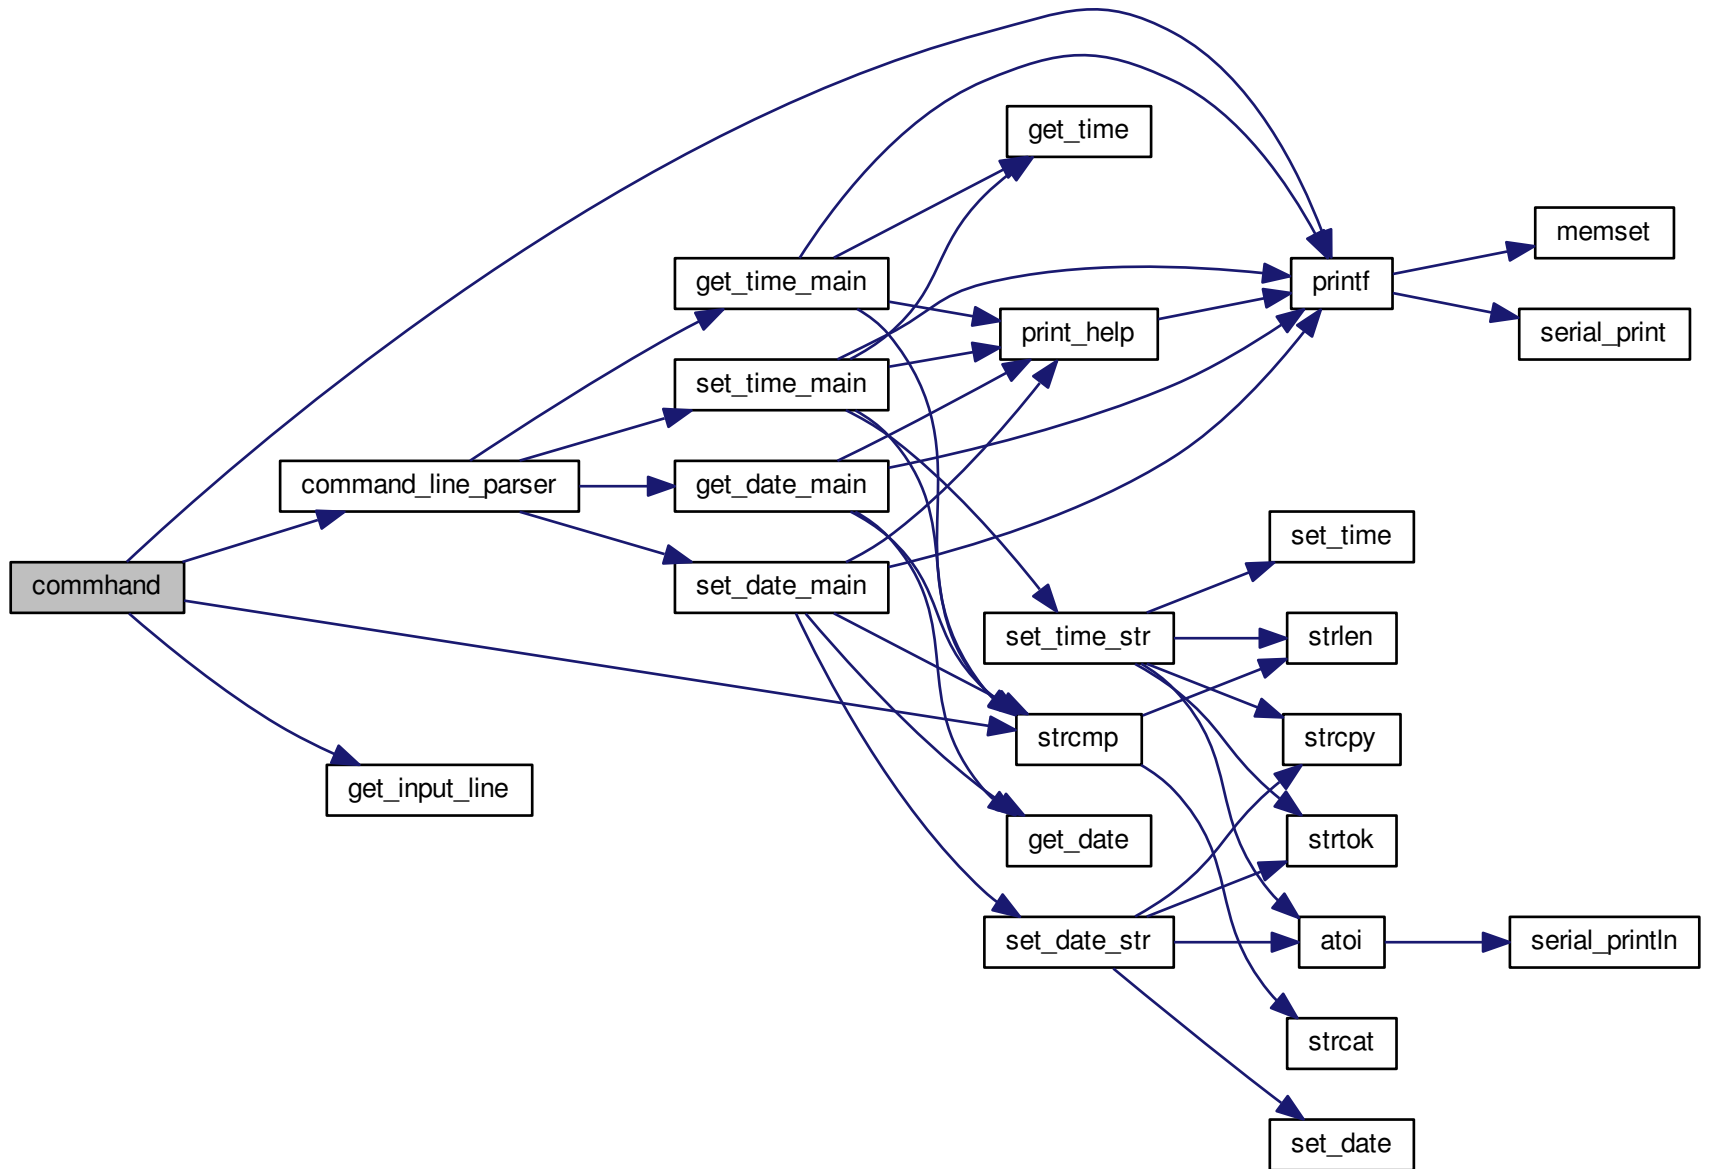 get_time
memset
get_time_main
printf
print_help
serial_print
set_time_main
command_line_parser
get_date_main
set_time
commhand
set_date_main
set_time_str
strlen
strcmp
strcpy
get_input_line
get_date
strtok
set_date_str
atoi
serial_println
strcat
set_date